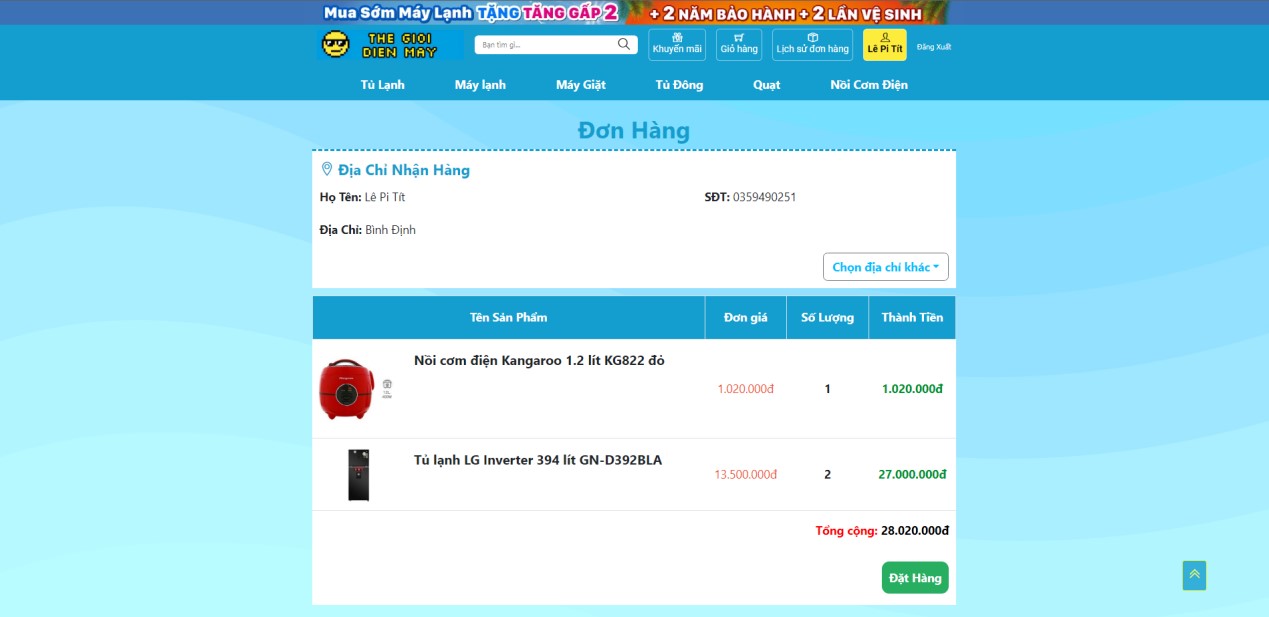 Mua Sớm Máy Lạnh TẶNG TĂNG GẤP 2 + 2 NĂM BẢO HÀNH + 2 LẦN VỆ SINH
THE GIOI
DIEN MAY
Bạn tìm gì...
Khuyến mãi
Giỏ hàng
Lịch sử đơn hàng
Lê Pi Tít
Đăng Xuất
Tủ Lạnh Máy lạnh Máy Giặt Tủ Đông Quạt Nồi Cơm Điện
Đơn Hàng
Địa Chỉ Nhận Hàng
Họ Tên: Lê Pi Tít SĐT: 0359490251
Địa Chỉ: Bình Định
Chọn địa chỉ khác
Tên Sản Phẩm Đơn giá Số Lượng Thành Tiền
Nồi cơm điện Kangaroo 1.2 lít KG822 đỏ
1.020.000đ 1 1.020.000đ
Tủ lạnh LG Inverter 394 lít GN-D392BLA
13.500.000đ 2 27.000.000đ
Tổng cộng: 28.020.000đ
Đặt Hàng